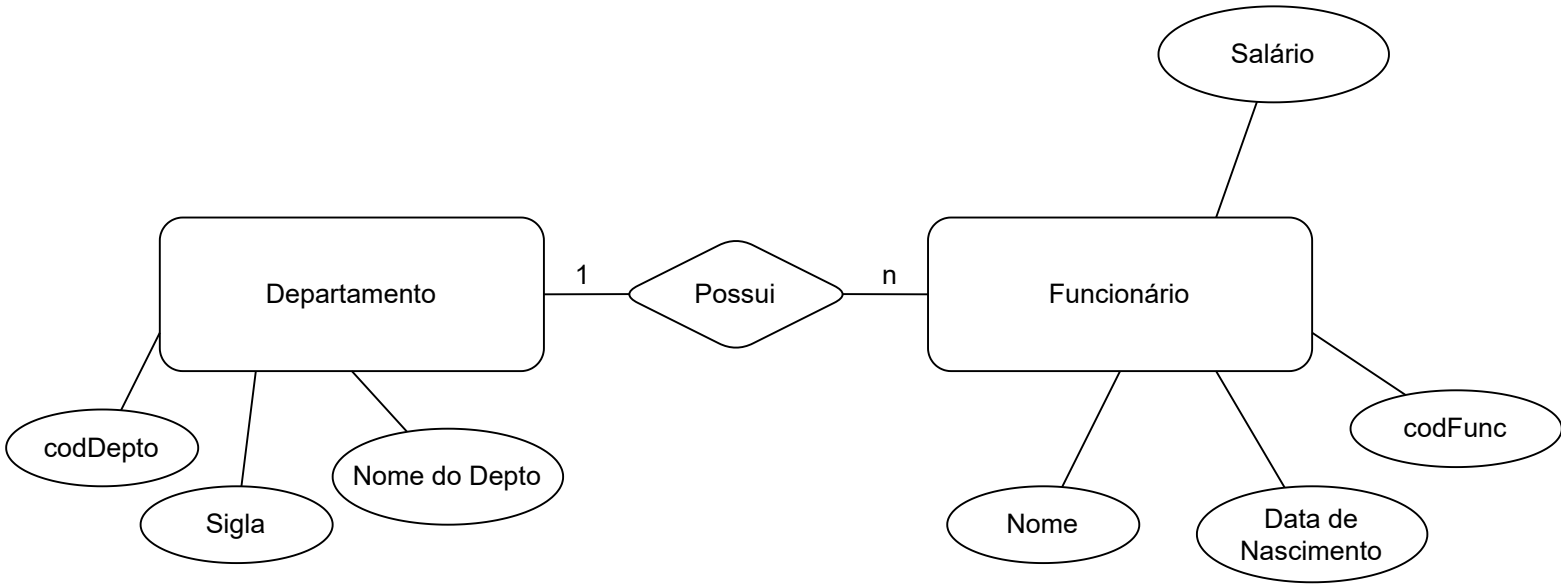 Salário
Departamento
1
Possui
n
Funcionário
codDepto
Sigla
Nome do Depto
Nome
Data de
Nascimento
codFunc